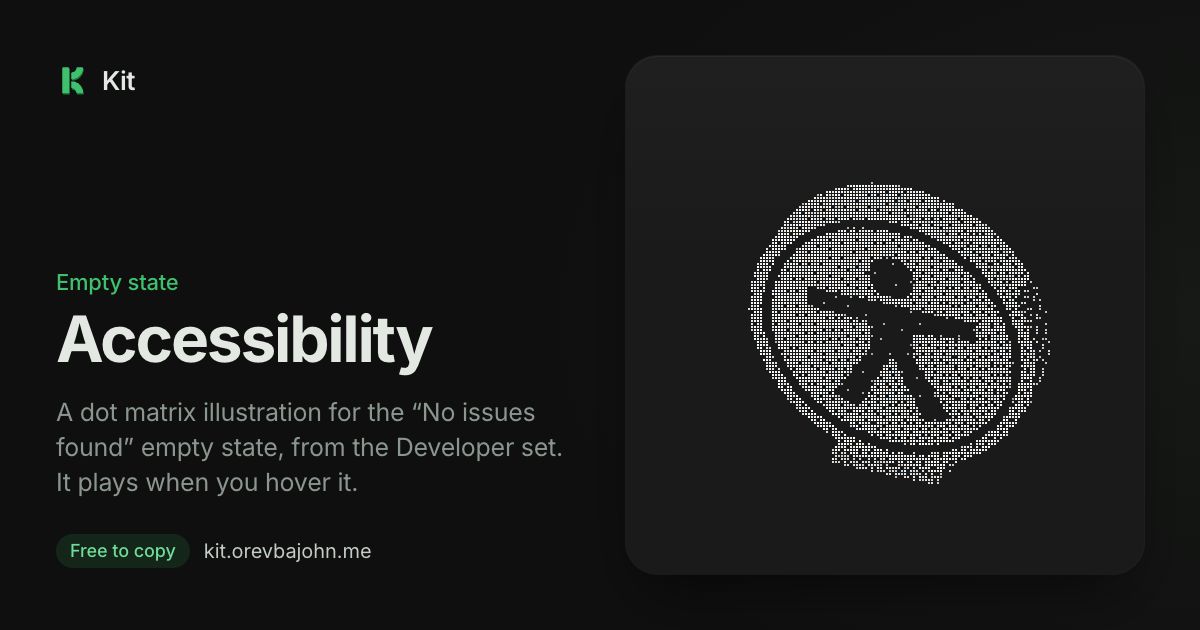 Kit
Empty state
Accessibility
A dot matrix illustration for the “No issues
found” empty state, from the Developer set.
It plays when you hover it.
Free to copy
kit.orevbajohn.me